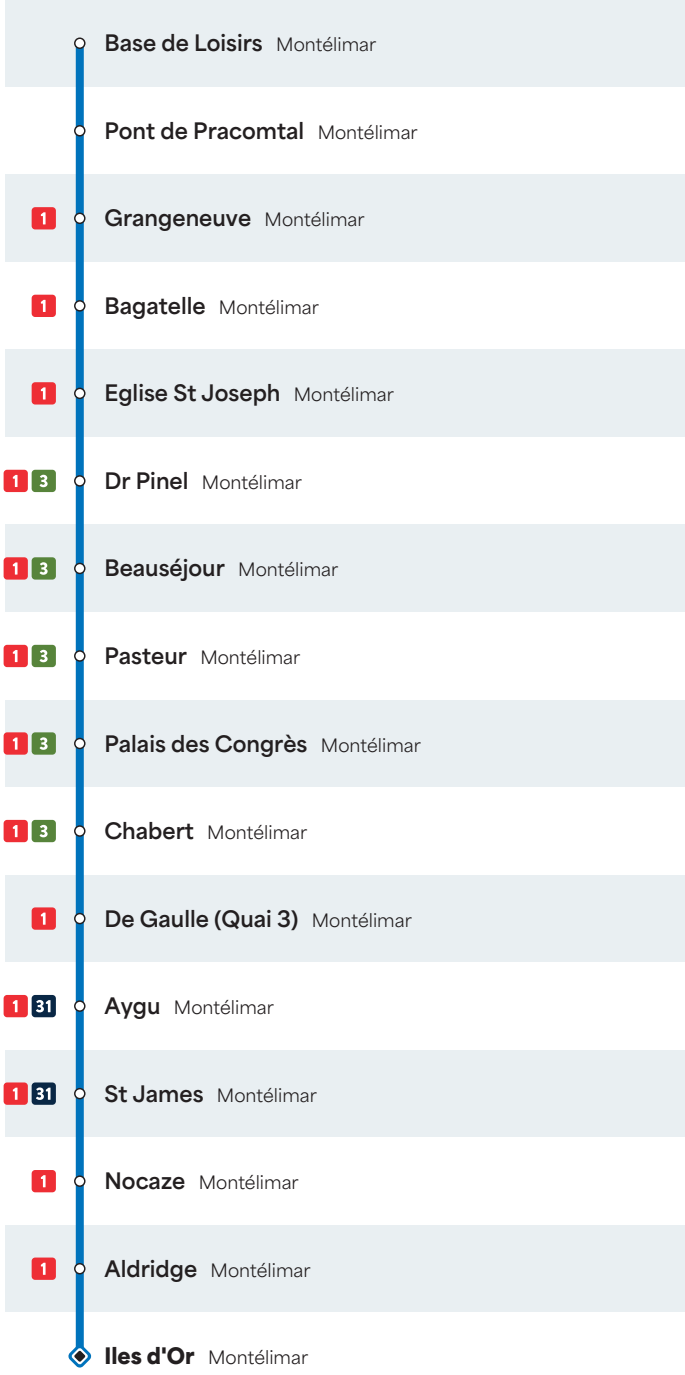 Base de Loisirs Montélimar
Pont de Pracomtal Montélimar
1 Grangeneuve Montélimar
1 Bagatelle Montélimar
1 Eglise St Joseph Montélimar
1 3 Dr Pinel Montélimar
1 3 Beauséjour Montélimar
1 3 Pasteur Montélimar
1 3 Palais des Congrès Montélimar
1 3 Chabert Montélimar
1 De Gaulle (Quai 3) Montélimar
1 31 Aygu Montélimar
1 31 St James Montélimar
1 Nocaze Montélimar
1 Aldridge Montélimar
Iles d'Or Montélimar